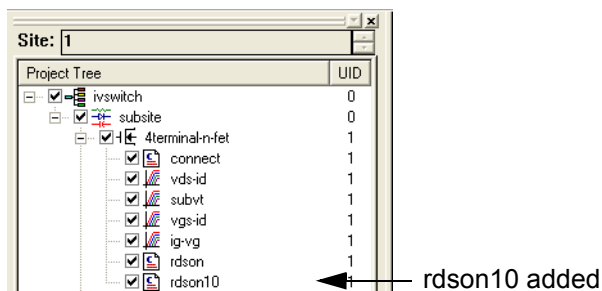 Site: 1
Project Tree UID
ivswitch 0
subsite 0
4terminal-n-fet 1
connect 1
vds-id 1
subvt 1
vgs-id 1
ig-vg 1
rdson 1
rdson10 1 rdson10 added